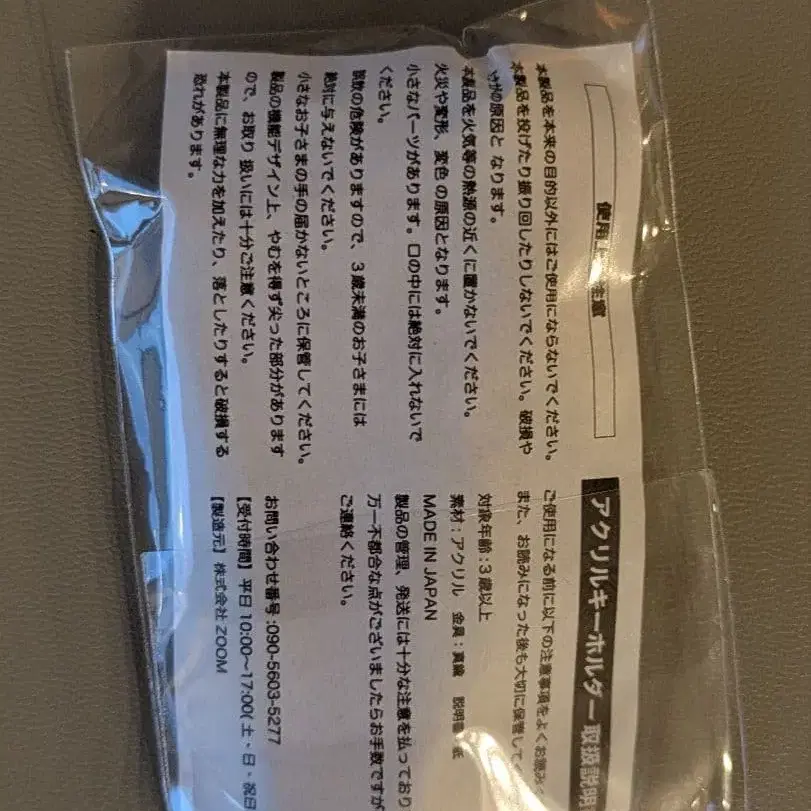 アクリルキーホルダー取扱説明
ご使用になる前に以下の注意事項をよくお読み
また、お読みになった後も大切に保管して
対象年齢:3歳以上
素材:アクリル 金具:真鍮 説明書:紙
MADE IN JAPAN
製品の管理、発送には十分な注意を払っており
万一不都合な点がございましたらお手数ですが
ご連絡ください。
お問い合わせ番号:090-5603-5277
【受付時間】平日10:00～17:00(土・日・祝日
【製造元】株式会社ZOOM
使用上 注意
本製品を本来の目的以外にはご使用にならないでください。
本製品を投げたり振り回したりしないでください。破損や
けがの原因と なります。
本製品を火気等の熱源の近くに置かないでください。
火災や変形、変色 の原因となります。
小さなパーツがあります。口の中には絶対に入れないで
ください。
誤飲の危険がありますので、3歳未満のお子さまには
絶対に与えないでください。
小さなお子さまの手の届かないところに保管してください。
製品の機能デザイン上、やむを得ず尖った部分があります
ので、お取り 扱いには十分ご注意ください。
本製品に無理な力を加えたり、落としたりすると破損する
恐れがあります。